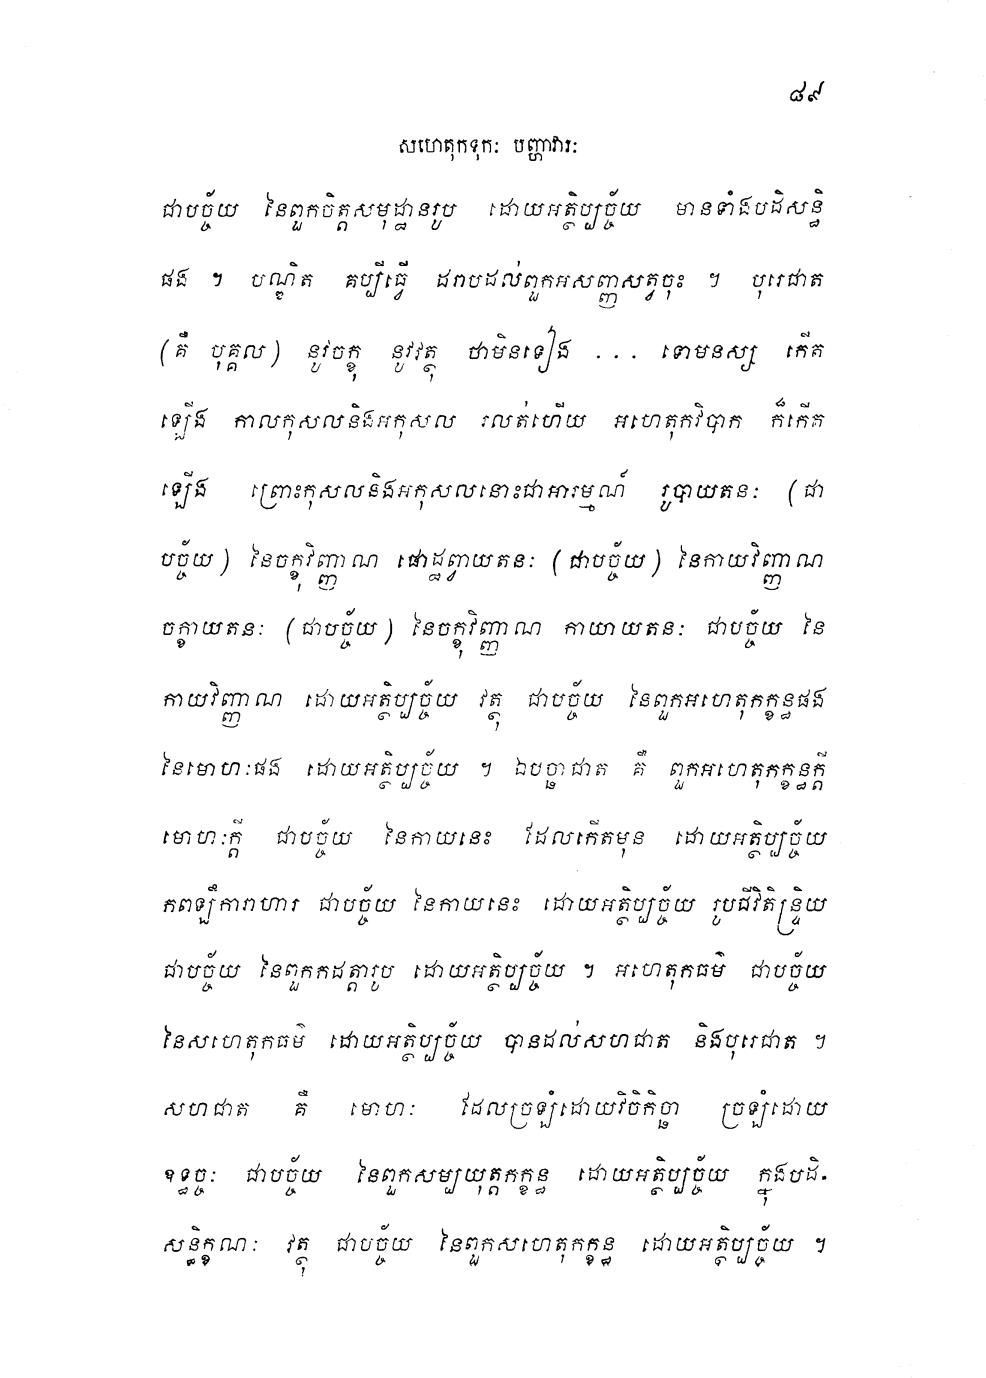 ៨៩
សហេតុកទុកៈ បញ្ហាវារៈ
ជាបច្ច័យ នៃពួកចិត្តសមុដ្ឋានរូប ដោយអត្ថិប្បច្ច័យ មានទាំងបដិសន្ធិ
ផង ។ បណ្ឌិត គប្បីធ្វើ ដរាបដល់ពួកអសញ្ញសត្វចុះ ។ បុរេជាត
(គឺ បុគ្គល) នូវចក្ខុ នូវវត្ថុ ថាមិនទៀង ... ទោមនស្ស កើត
ឡើង កាលកុសលនិងអកុសល រលត់ហើយ អហេតុកវិបាក ក៏កើត
ឡើង ព្រោះកុសលនិងអកុសលនោះជាអារម្មណ៍ រូបាយតនៈ (ជា
បច្ច័យ) នៃចក្ខុវិញ្ញាណ ផោដ្ឋព្វាយតនៈ (ជាបច្ច័យ) នៃកាយវិញ្ញាណ
ចក្ខាយតនៈ (ជាបច្ច័យ) នៃចក្ខុវិញ្ញាណ កាយាយតនៈ ជាបច្ច័យ នៃ
កាយវិញ្ញាណ ដោយអត្ថិប្បច្ច័យ វត្ថុ ជាបច្ច័យ នៃពួកអហេតុកក្ខន្ធផង
នៃមោហៈផង ដោយអត្ថិប្បច្ច័យ ។ ឯបច្ឆាជាត គឺ ពួកអហេតុកក្ខន្ធក្តី
មោហៈក្តី ជាបច្ច័យ នៃកាយនេះ ដែលកើតមុន ដោយអត្ថិប្បច្ច័យ
កពឡីការាហារ ជាបច្ច័យ នៃកាយនេះ ដោយអត្ថិប្បច្ច័យ រូបជីវិតិន្ទ្រិយ
ជាបច្ច័យ នៃពួកកដត្តារូប ដោយអត្ថិប្បច្ច័យ ។ អហេតុកធម៌ ជាបច្ច័យ
នៃសហេតុកធម៌ ដោយអត្ថិប្បច្ច័យ បានដល់សហជាត និងបុរេជាត ។
សហជាត គឺ មោហៈ ដែលច្រឡំដោយវិចិកិច្ឆា ច្រឡំដោយ
ឧទ្ធច្ចៈ ជាបច្ច័យ នៃពួកសម្បយុត្តកក្ខន្ធ ដោយអត្ថិប្បច្ច័យ ក្នុងបដិ-
សន្ធិក្ខណៈ វត្ថុ ជាបច្ច័យ នៃពួកសហេតុកក្ខន្ធ ដោយអត្ថិប្បច្ច័យ ។